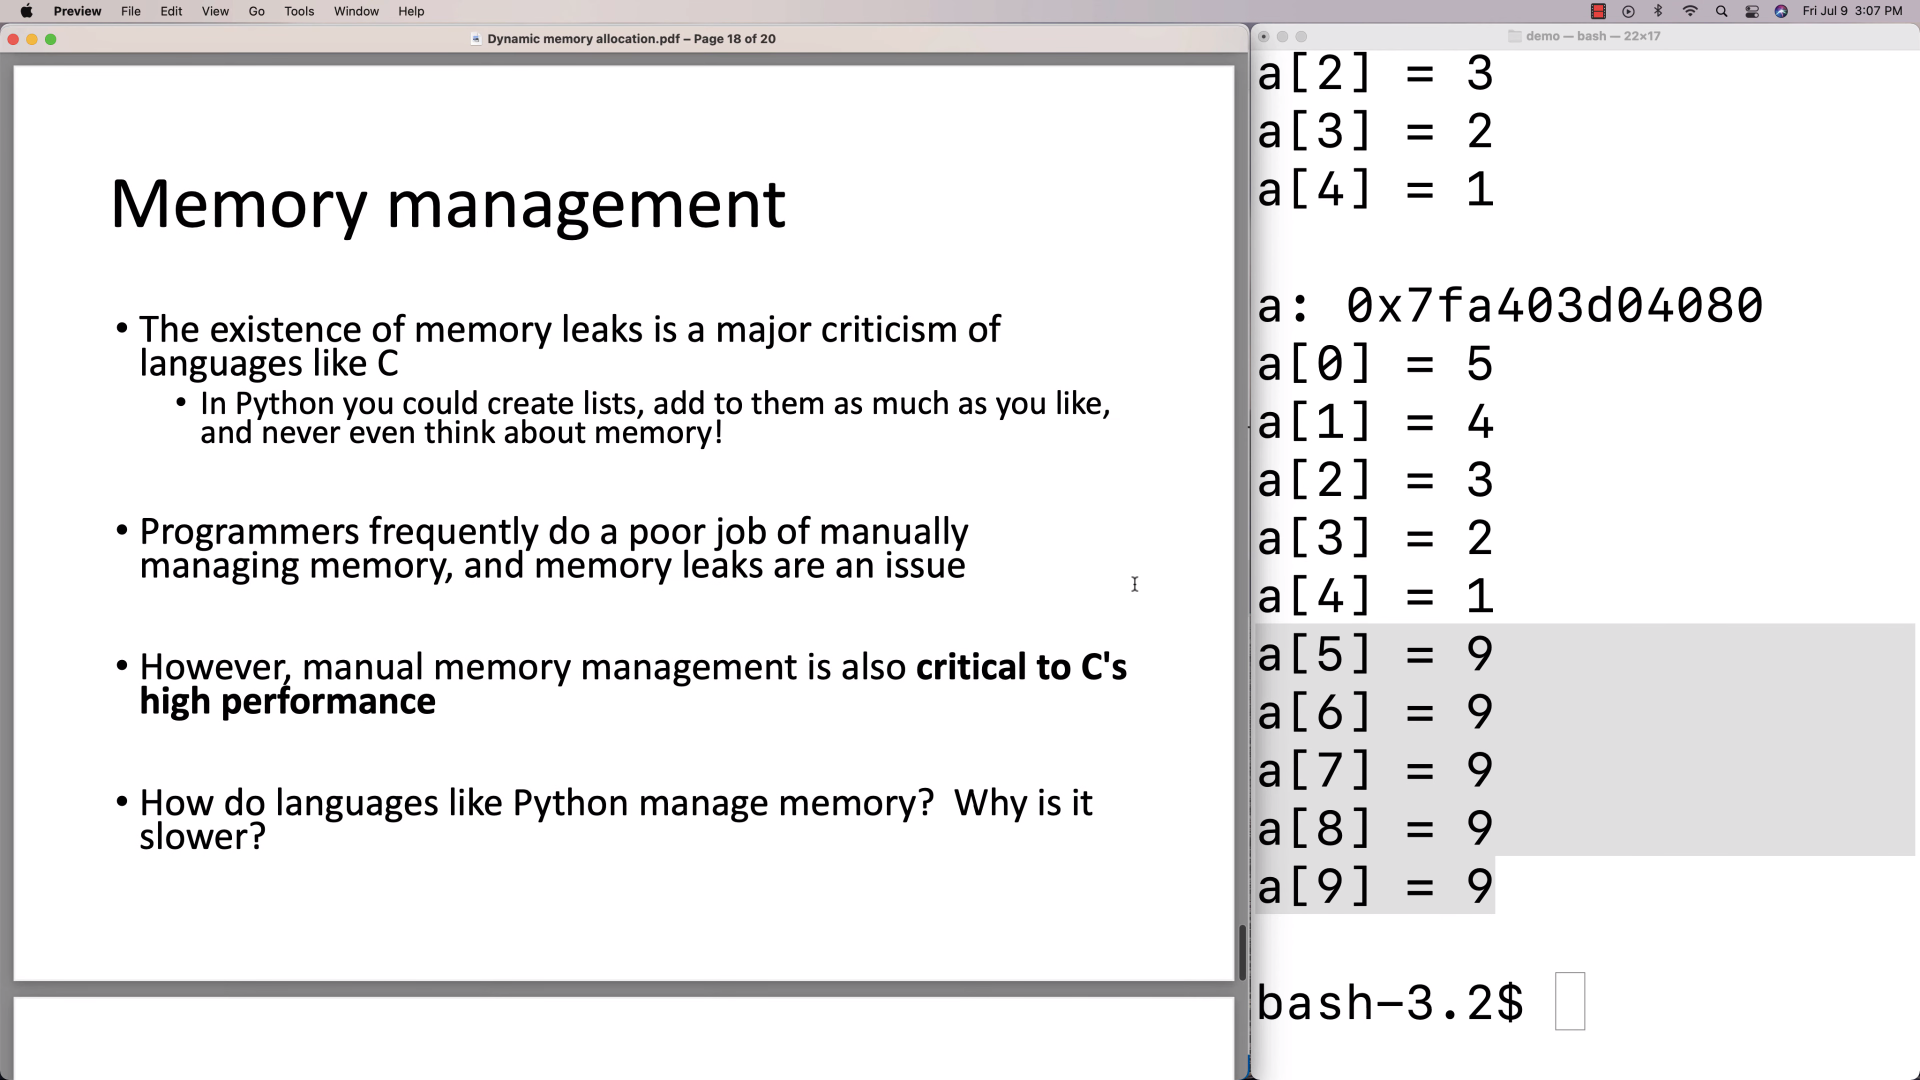 Preview File Edit View Go Tools Window Help Fri Jul 9 3:07 PM
Dynamic memory allocation.pdf – Page 18 of 20
Memory management
• The existence of memory leaks is a major criticism of
languages like C
• In Python you could create lists, add to them as much as you like,
and never even think about memory!
• Programmers frequently do a poor job of manually
managing memory, and memory leaks are an issue
• However, manual memory management is also critical to C's
high performance
• How do languages like Python manage memory?  Why is it
slower?
demo — bash — 22×17
a[2] = 3
a[3] = 2
a[4] = 1
a: 0x7fa403d04080
a[0] = 5
a[1] = 4
a[2] = 3
a[3] = 2
a[4] = 1
a[5] = 9
a[6] = 9
a[7] = 9
a[8] = 9
a[9] = 9
bash-3.2$